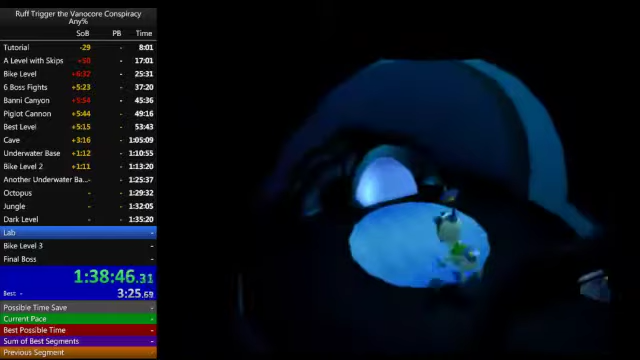 Ruff Trigger the Vanocore Conspiracy
Any%
SoB PB Time
Tutorial -29 - 8:01
A Level with Skips +50 - 17:01
Bike Level +6:32 - 25:31
6 Boss Fights +5:23 - 37:20
Banni Canyon +5:54 - 45:36
Piglot Cannon +5:44 - 49:16
Best Level +5:15 - 53:43
Cave +3:16 - 1:05:09
Underwater Base +1:12 - 1:10:55
Bike Level 2 +1:11 - 1:13:20
Another Underwater Ba... - - 1:25:37
Octopus - - 1:29:32
Jungle - - 1:32:05
Dark Level - - 1:35:20
Lab -
Bike Level 3 -
Final Boss -
1:38:46.31
Best: - 3:25.69
Possible Time Save -
Current Pace -
Best Possible Time -
Sum of Best Segments -
Previous Segment -